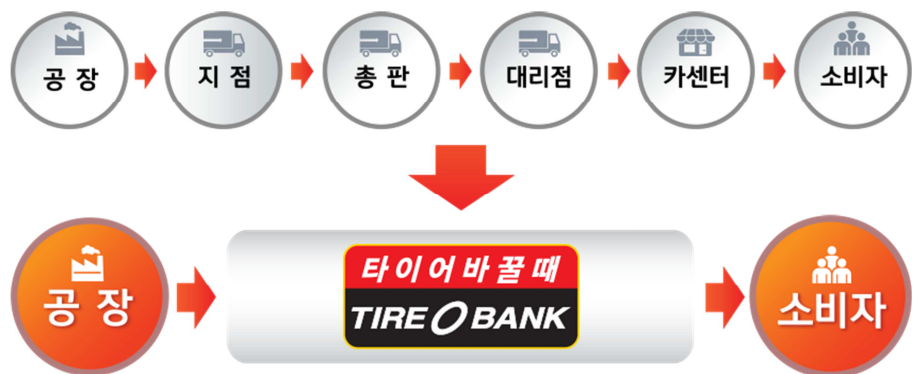 공 장
지 점
총 판
대리점
카센터
소비자
타이어바꿀때
TIRE O BANK
공 장
소비자